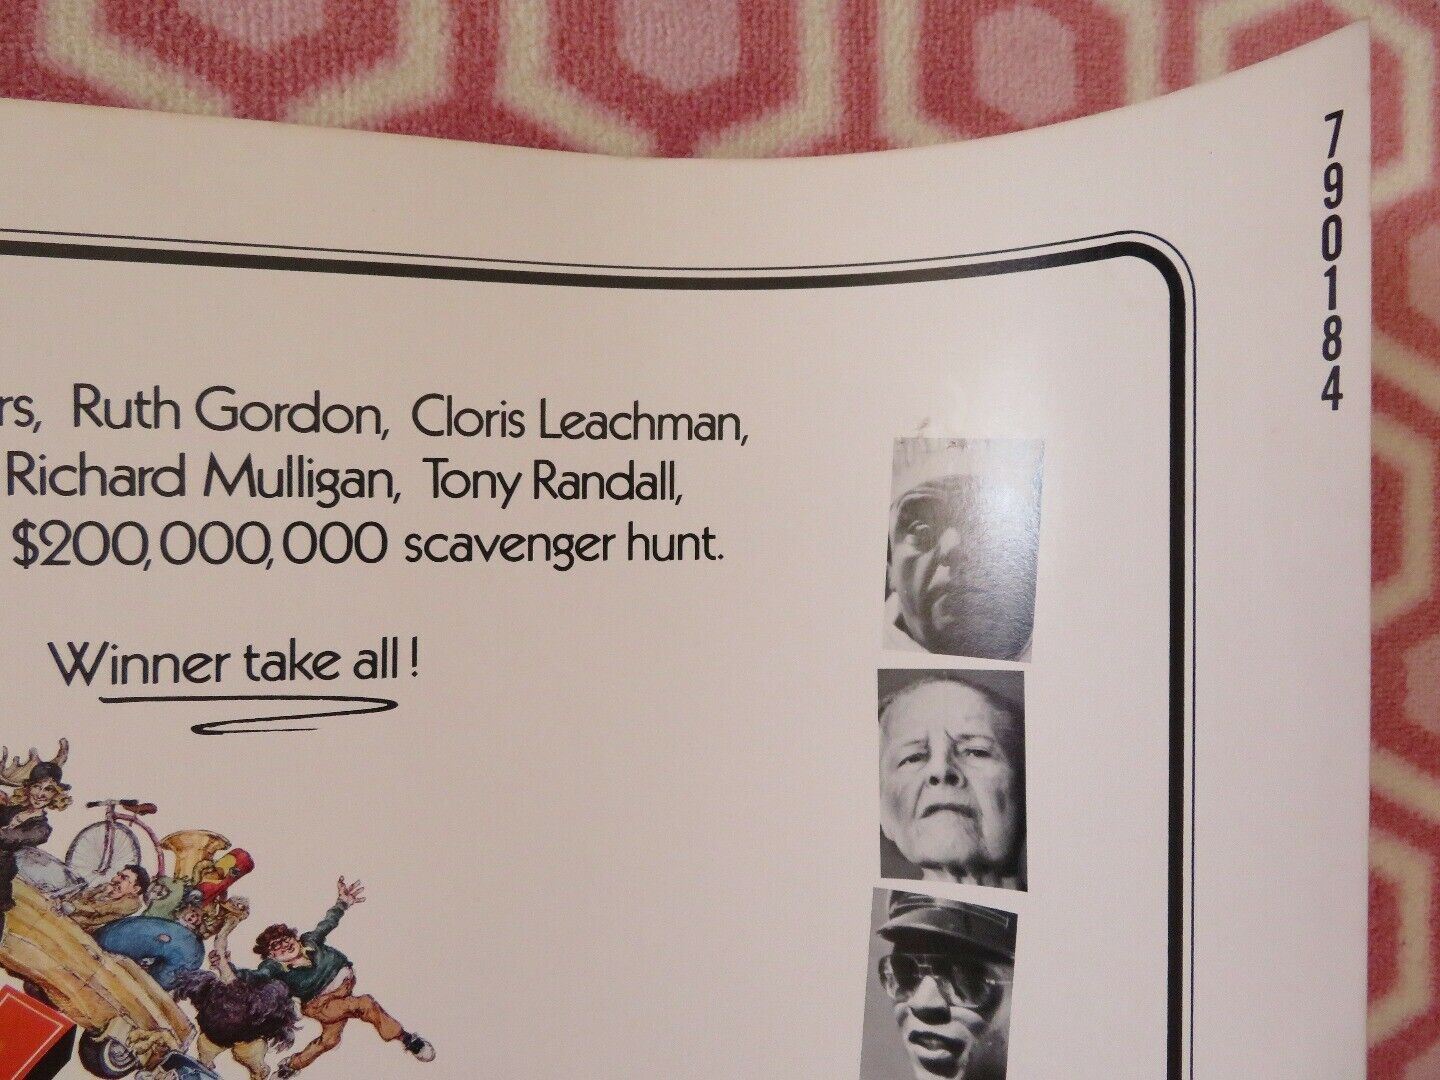 rs, Ruth Gordon, Cloris Leachman,
Richard Mulligan, Tony Randall,
$200,000,000 scavenger hunt.
Winner take all!
790184